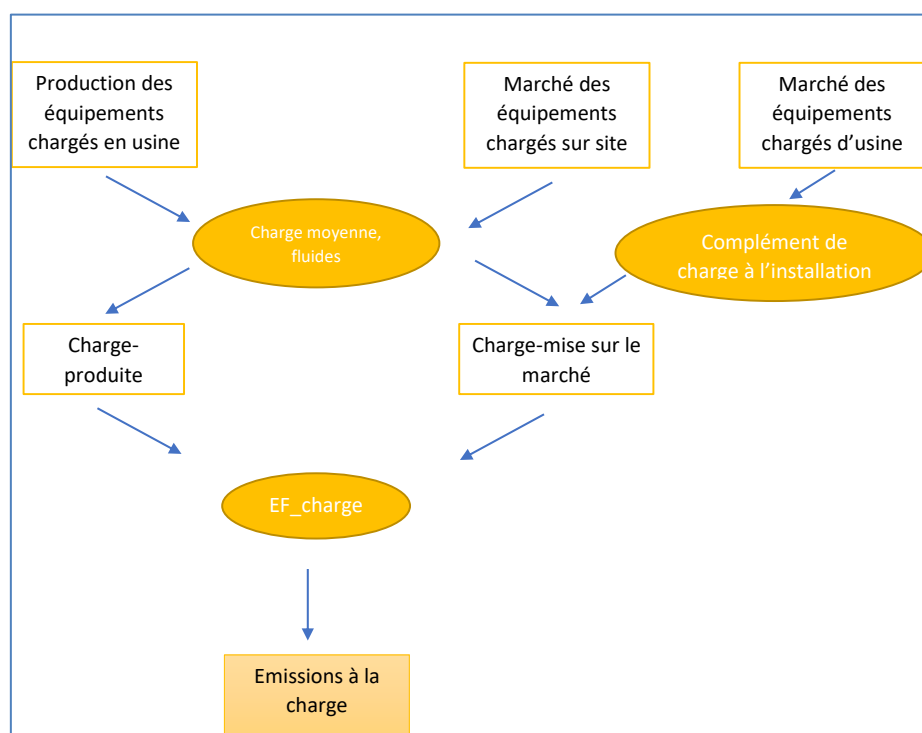 Production des
équipements
chargés en usine
Marché des
équipements
chargés sur site
Marché des
équipements
chargés d’usine
Charge moyenne,
fluides
Complément de
charge à l’installation
Charge-
produite
Charge-mise sur le
marché
EF_charge
Emissions à la
charge